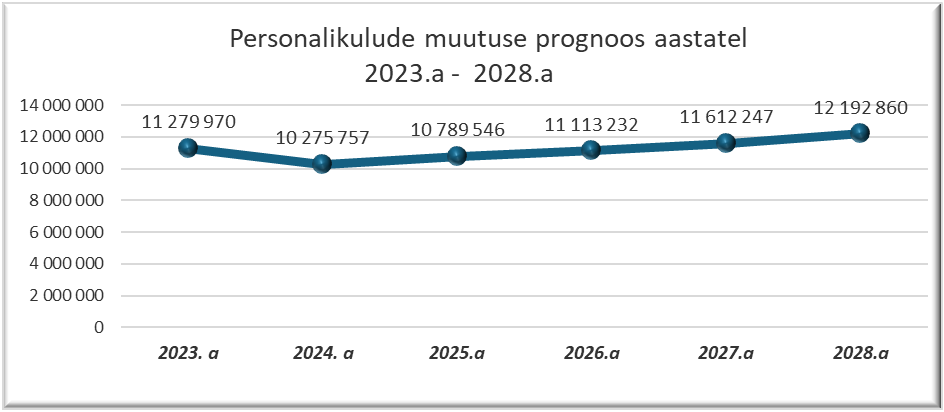 Personalikulude muutuse prognoos aastatel
2023.a -  2028.a
14 000 000
12 000 000
10 000 000
8 000 000
6 000 000
4 000 000
2 000 000
0
11 279 970
10 275 757
10 789 546
11 113 232
11 612 247
12 192 860
2023. a
2024. a
2025.a
2026.a
2027.a
2028.a